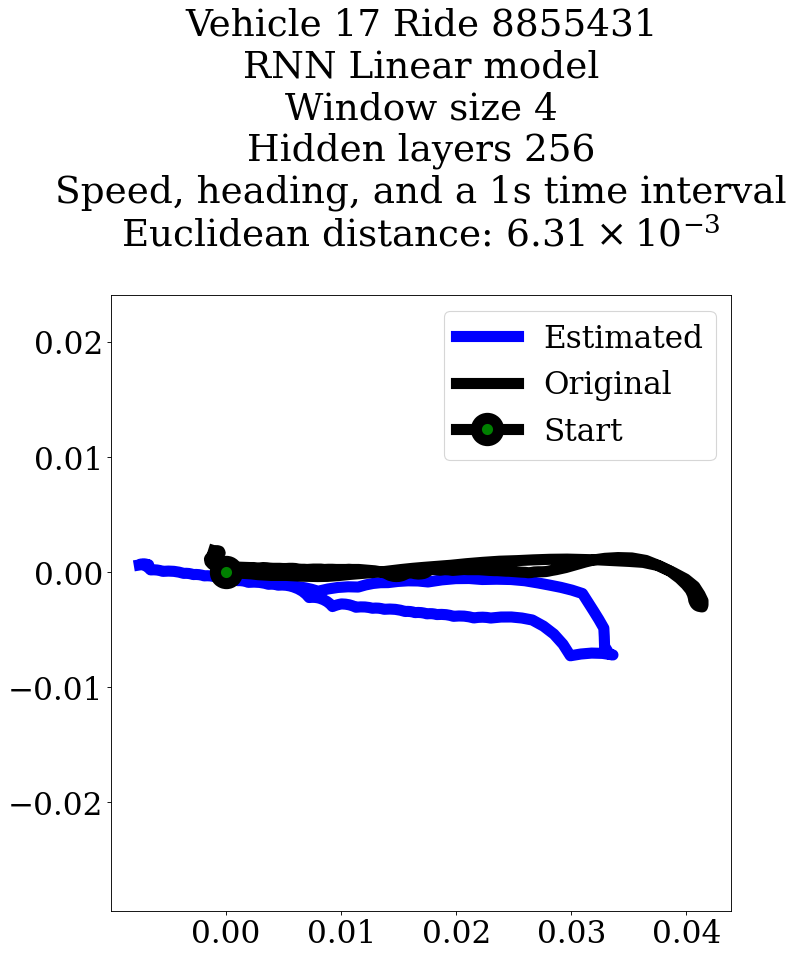 Vehicle 17 Ride 8855431
RNN Linear model
Window size 4
Hidden layers 256
Speed, heading, and a 1s time interval
Euclidean distance: 6.31 × 10⁻³
Estimated
Original
Start
0.02
0.01
0.00
−0.01
−0.02
0.00 0.01 0.02 0.03 0.04